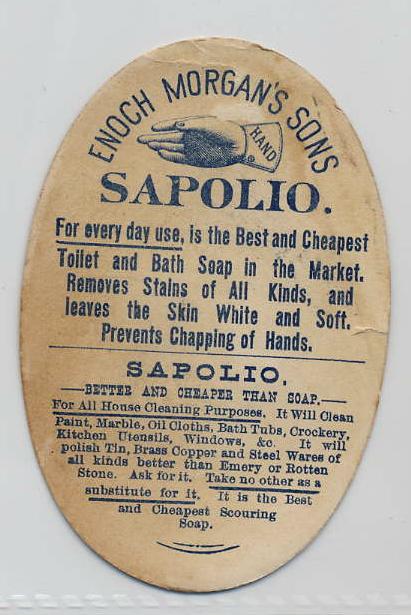 ENOCH MORGAN'S SONS
HAND
SAPOLIO.
For every day use, is the Best and Cheapest
Toilet and Bath Soap in the Market.
Removes Stains of All Kinds, and
leaves the Skin White and Soft.
Prevents Chapping of Hands.
SAPOLIO.
—BETTER AND CHEAPER THAN SOAP.—
For All House Cleaning Purposes. It Will Clean
Paint, Marble, Oil Cloths, Bath Tubs, Crockery,
Kitchen Utensils, Windows, &c. It will
polish Tin, Brass Copper and Steel Wares of
all kinds better than Emery or Rotten
Stone. Ask for it. Take no other as a
substitute for it. It is the Best
and Cheapest Scouring
Soap.